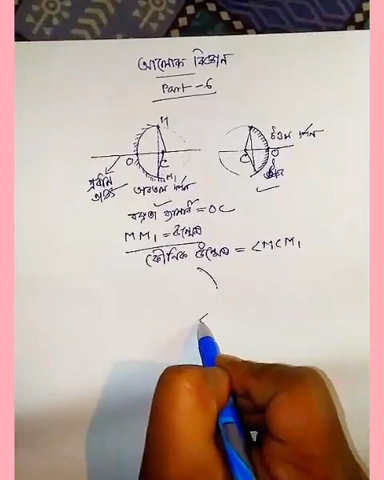 আলোক বিজ্ঞান
Part - 6
M
O
C
M1
প্রধান
অক্ষ
অবতল দর্পণ
উত্তল দর্পণ
C
O
বক্রতা ব্যাসার্ধ = OC
MM1 = উন্মেষ
কৌণিক উন্মেষ = ∠MCM1